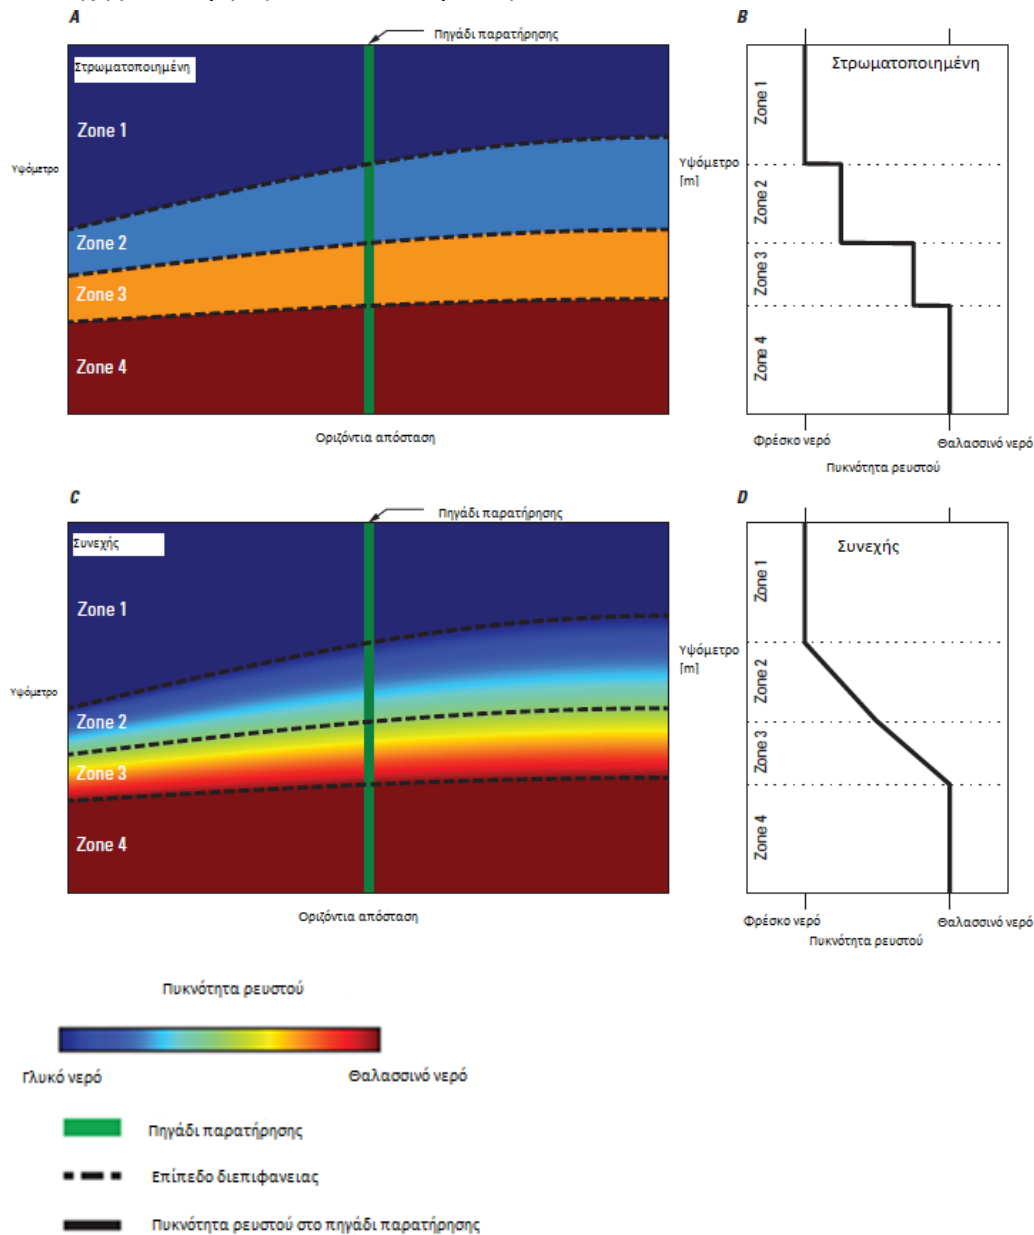 A
Πηγάδι παρατήρησης
B
Στρωματοποιημένη
Zone 1
Zone 2
Zone 3
Zone 4
Υψόμετρο
Οριζόντια απόσταση
Υψόμετρο
[m]
Στρωματοποιημένη
Zone 1
Zone 2
Zone 3
Zone 4
Φρέσκο νερό
Θαλασσινό νερό
Πυκνότητα ρευστού
C
Πηγάδι παρατήρησης
D
Συνεχής
Zone 1
Zone 2
Zone 3
Zone 4
Υψόμετρο
Οριζόντια απόσταση
Υψόμετρο
[m]
Συνεχής
Zone 1
Zone 2
Zone 3
Zone 4
Φρέσκο νερό
Θαλασσινό νερό
Πυκνότητα ρευστού
Πυκνότητα ρευστού
Γλυκό νερό
Θαλασσινό νερό
Πηγάδι παρατήρησης
Επίπεδο διεπιφανειας
Πυκνότητα ρευστού στο πηγάδι παρατήρησης